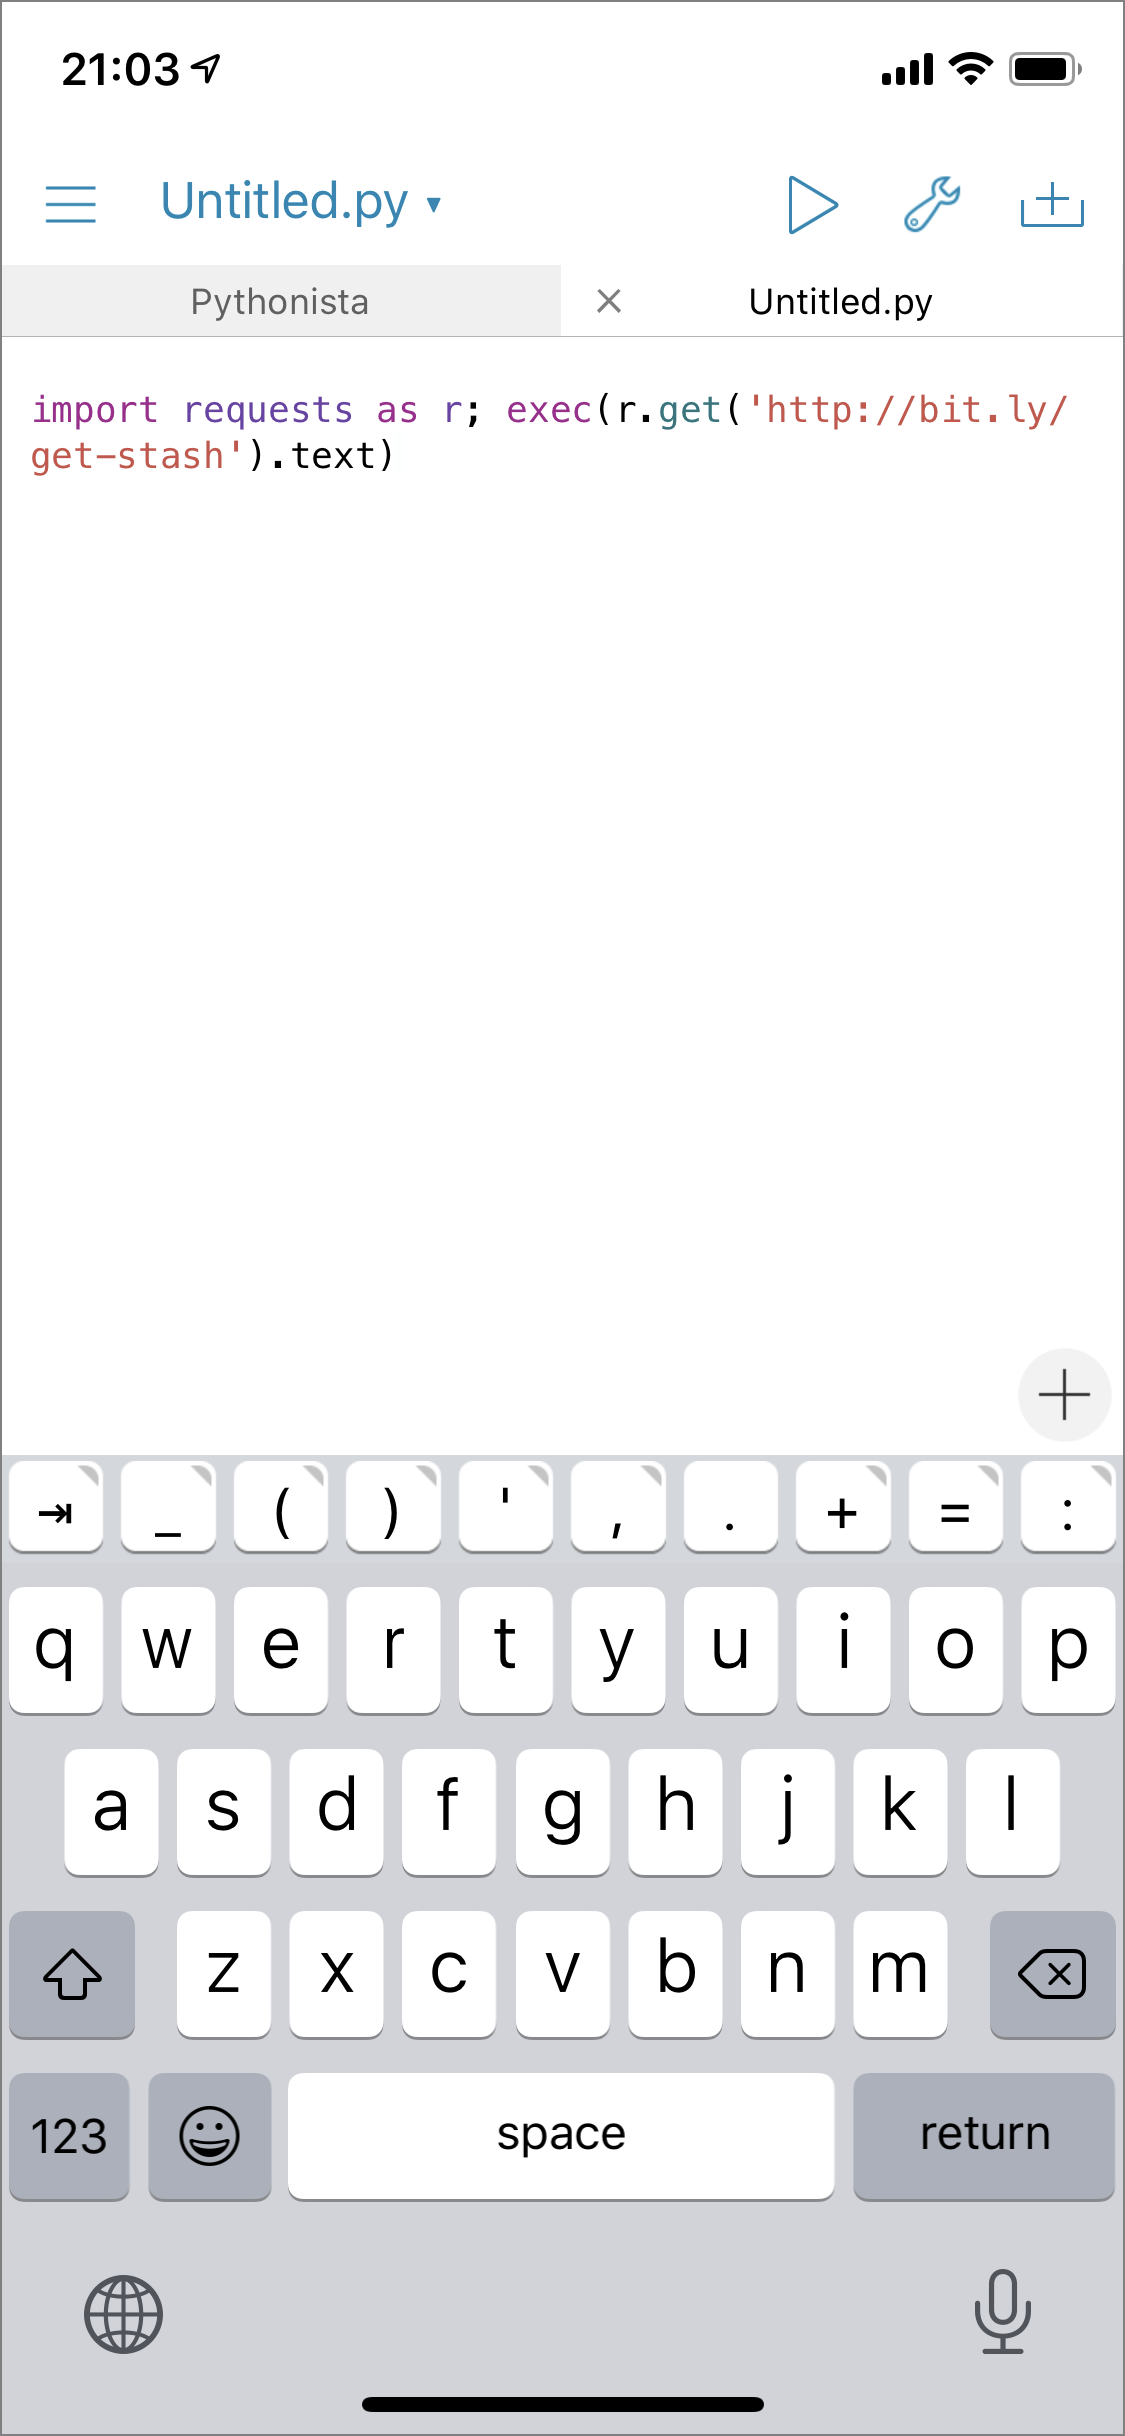 21:03
Untitled.py ▾
Pythonista
× Untitled.py
import requests as r; exec(r.get('http://bit.ly/
get-stash').text)
+
⇥ _ ( ) ' , . + = :
q w e r t y u i o p
a s d f g h j k l
z x c v b n m
123 space return